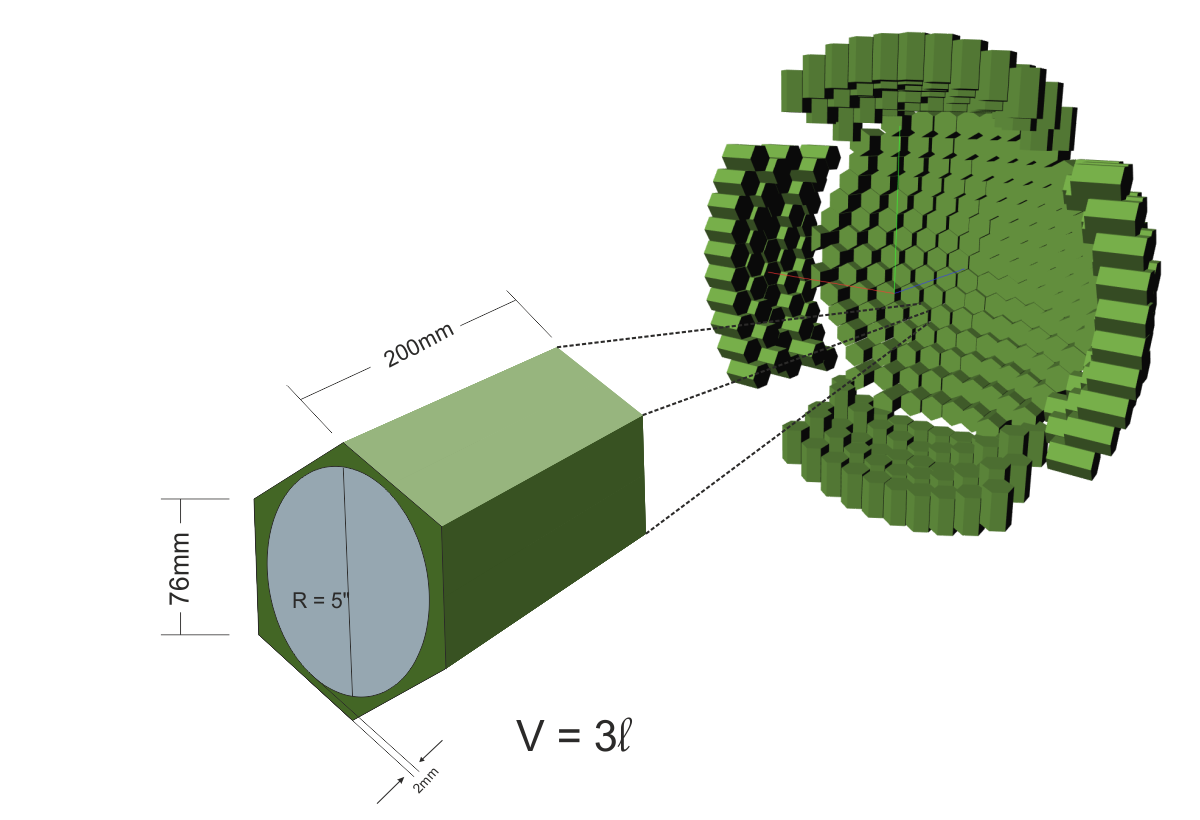 200mm
76mm
R = 5"
V = 3ℓ
2mm